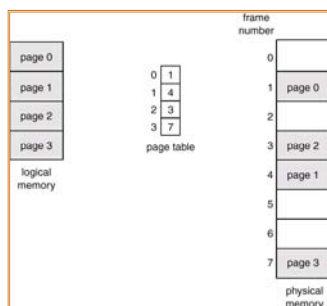 page 0
page 1
page 2
page 3
logical
memory
0 1
1 4
2 3
3 7
page table
frame
number
0
1 page 0
2
3 page 2
4 page 1
5
6
7 page 3
physical
memory